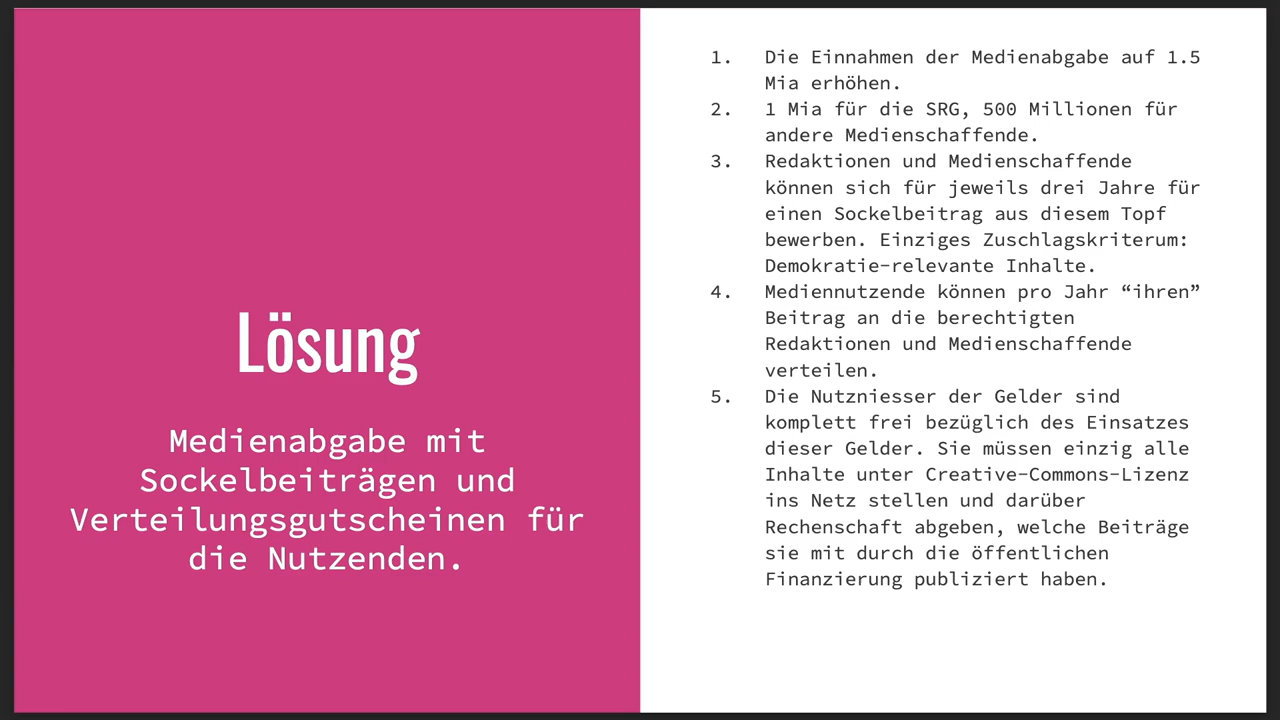 Lösung
Medienabgabe mit
Sockelbeiträgen und
Verteilungsgutscheinen für
die Nutzenden.
1. Die Einnahmen der Medienabgabe auf 1.5
Mia erhöhen.
2. 1 Mia für die SRG, 500 Millionen für
andere Medienschaffende.
3. Redaktionen und Medienschaffende
können sich für jeweils drei Jahre für
einen Sockelbeitrag aus diesem Topf
bewerben. Einziges Zuschlagskriterum:
Demokratie-relevante Inhalte.
4. Mediennutzende können pro Jahr “ihren”
Beitrag an die berechtigten
Redaktionen und Medienschaffende
verteilen.
5. Die Nutzniesser der Gelder sind
komplett frei bezüglich des Einsatzes
dieser Gelder. Sie müssen einzig alle
Inhalte unter Creative-Commons-Lizenz
ins Netz stellen und darüber
Rechenschaft abgeben, welche Beiträge
sie mit durch die öffentlichen
Finanzierung publiziert haben.